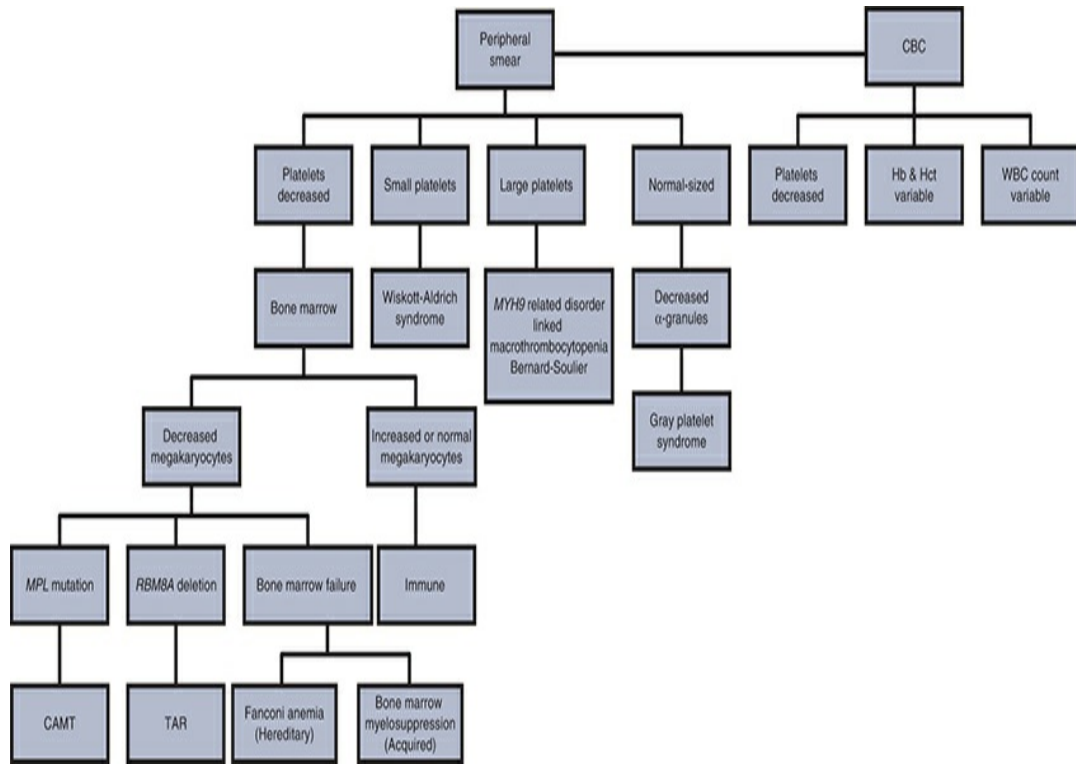 Peripheral
smear
CBC
Platelets
decreased
Small platelets
Large platelets
Normal-sized
Platelets
decreased
Hb & Hct
variable
WBC count
variable
Bone marrow
Wiskott-Aldrich
syndrome
MYH9 related disorder
linked
macrothrombocytopenia
Bernard-Soulier
Decreased
α-granules
Gray platelet
syndrome
Decreased
megakaryocytes
Increased or normal
megakaryocytes
MPL mutation
RBM8A deletion
Bone marrow failure
Immune
CAMT
TAR
Fanconi anemia
(Hereditary)
Bone marrow
myelosuppression
(Acquired)